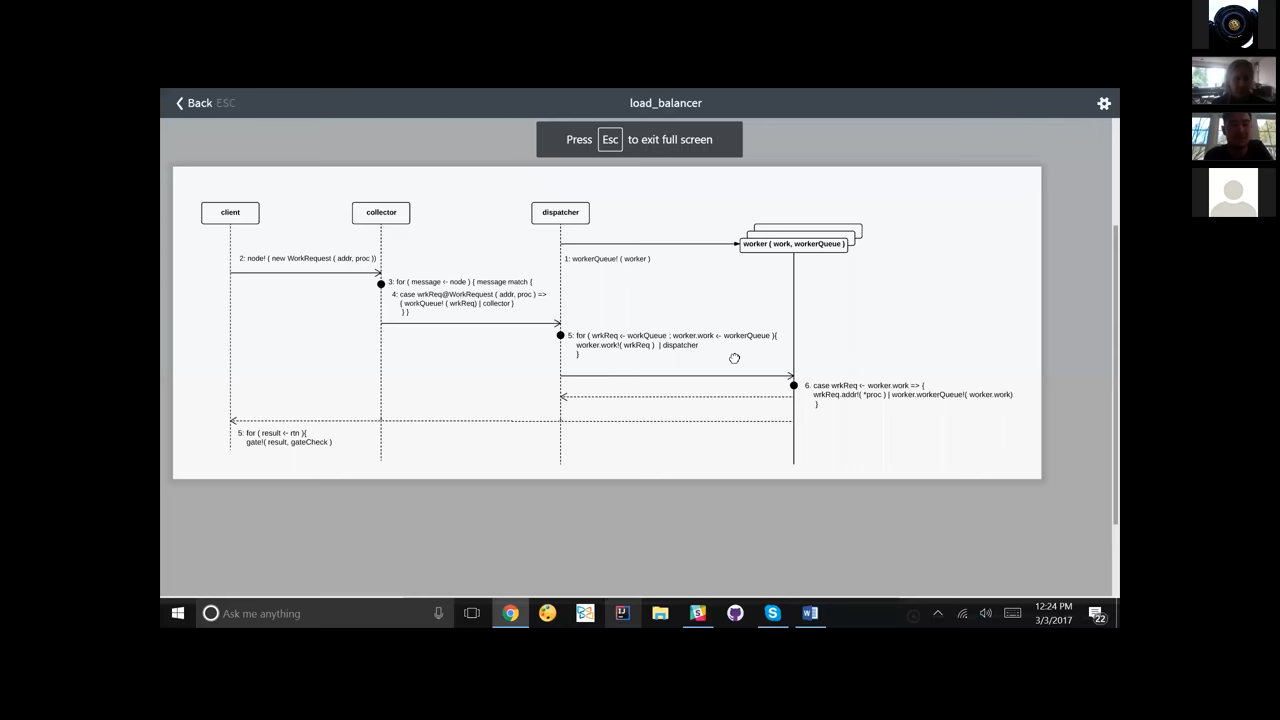 Back ESC
load_balancer
Press Esc to exit full screen
client
collector
dispatcher
worker ( work, workerQueue )
2: node! ( new WorkRequest ( addr, proc ))
1: workerQueue! ( worker )
3: for ( message <- node ) { message match {
4: case wrkReq@WorkRequest ( addr, proc ) =>
{ workQueue! ( wrkReq) | collector }
} }
5: for ( wrkReq <- workQueue ; worker.work <- workerQueue ){
worker.work!( wrkReq ) | dispatcher
}
6. case wrkReq <- worker.work => {
wrkReq.addr!( *proc ) | worker.workerQueue!( worker.work)
}
5: for ( result <- rtn ){
gate!( result, gateCheck )
Ask me anything
12:24 PM
3/3/2017
22